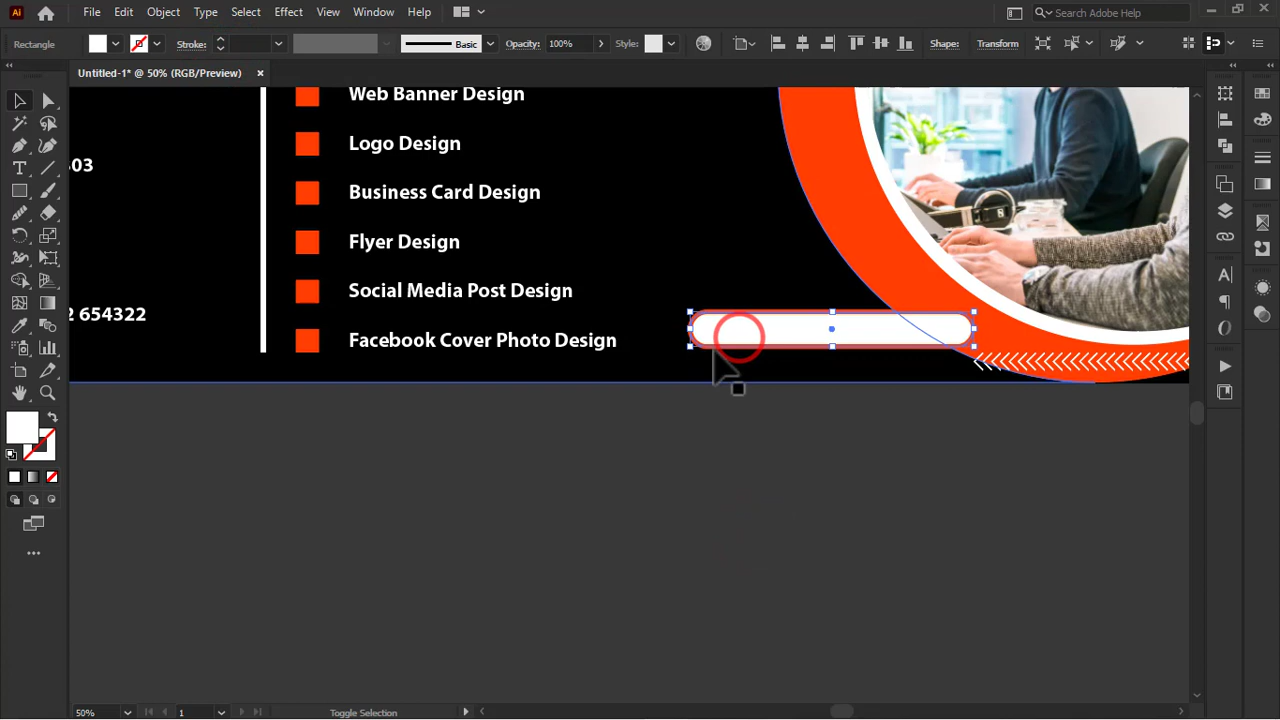 Ai File Edit Object Type Select Effect View Window Help Search Adobe Help
Rectangle Stroke: Basic Opacity: 100% Style: Shape: Transform
Untitled-1* @ 50% (RGB/Preview)
Web Banner Design
Logo Design
03
Business Card Design
Flyer Design
Social Media Post Design
2 654322
Facebook Cover Photo Design
50% 1 Toggle Selection